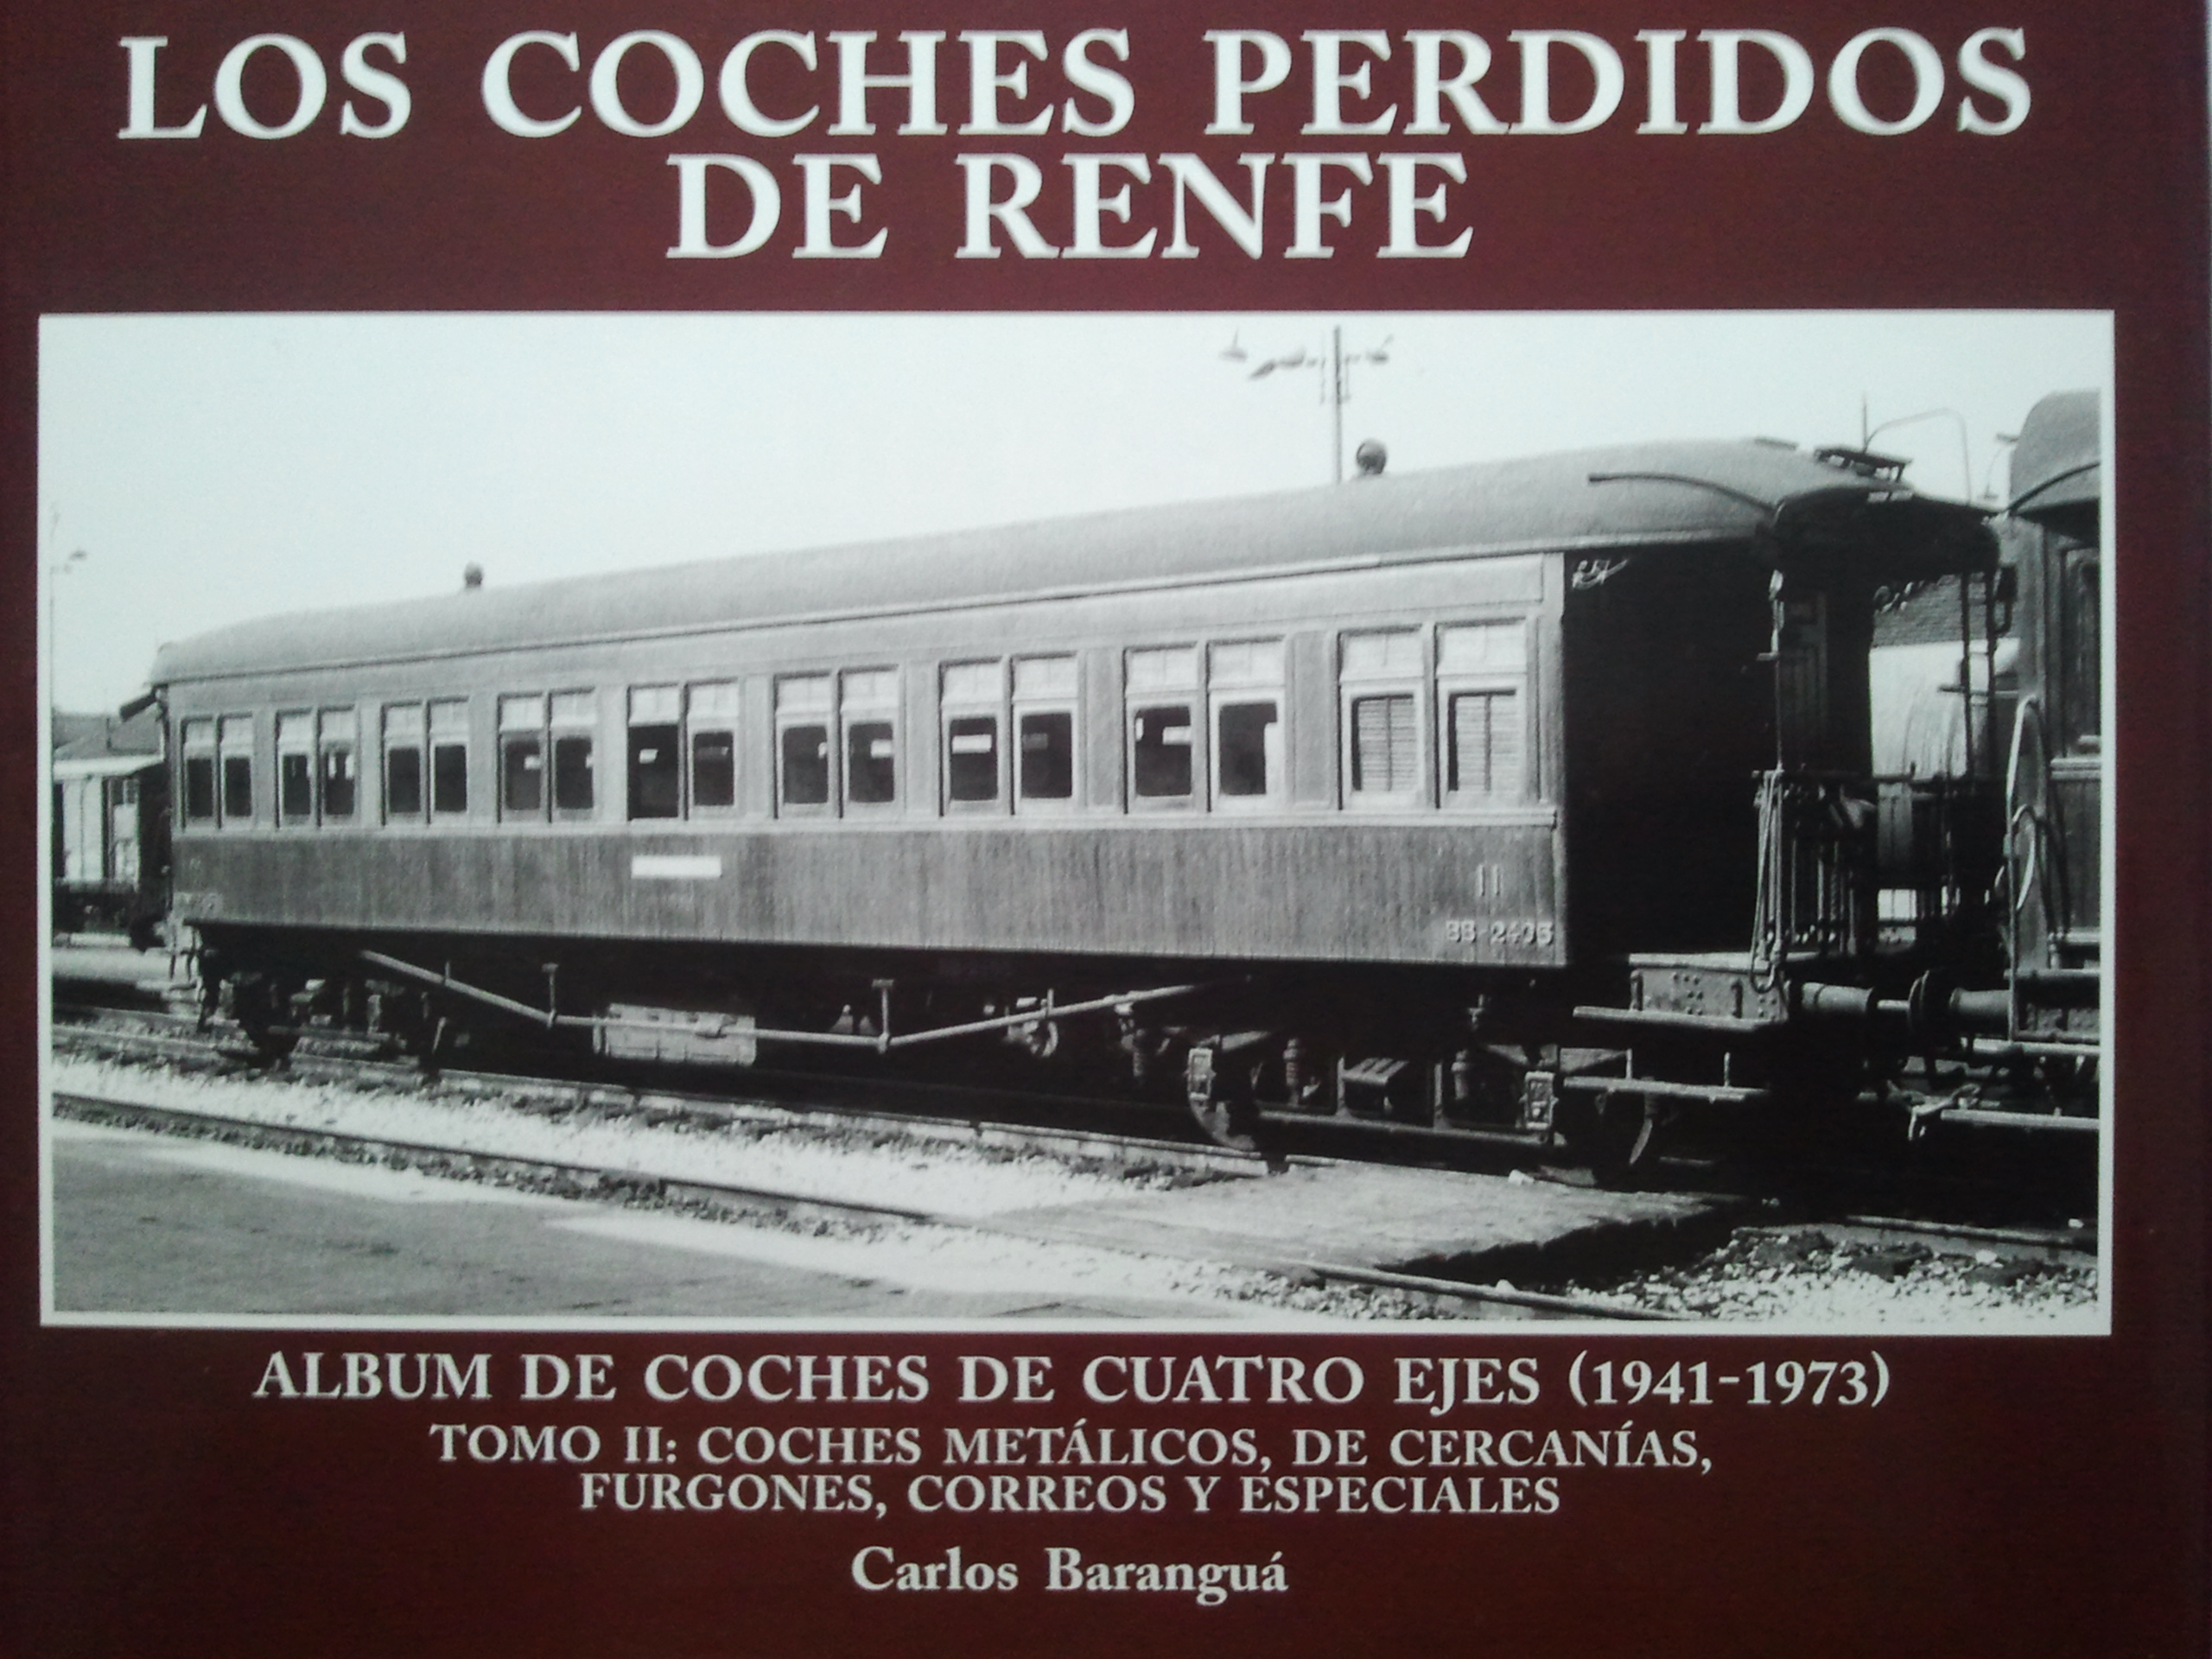 LOS COCHES PERDIDOS
DE RENFE
II
ALBUM DE COCHES DE CUATRO EJES (1941-1973)
TOMO II: COCHES METÁLICOS, DE CERCANÍAS,
FURGONES, CORREOS Y ESPECIALES
Carlos Baranguá